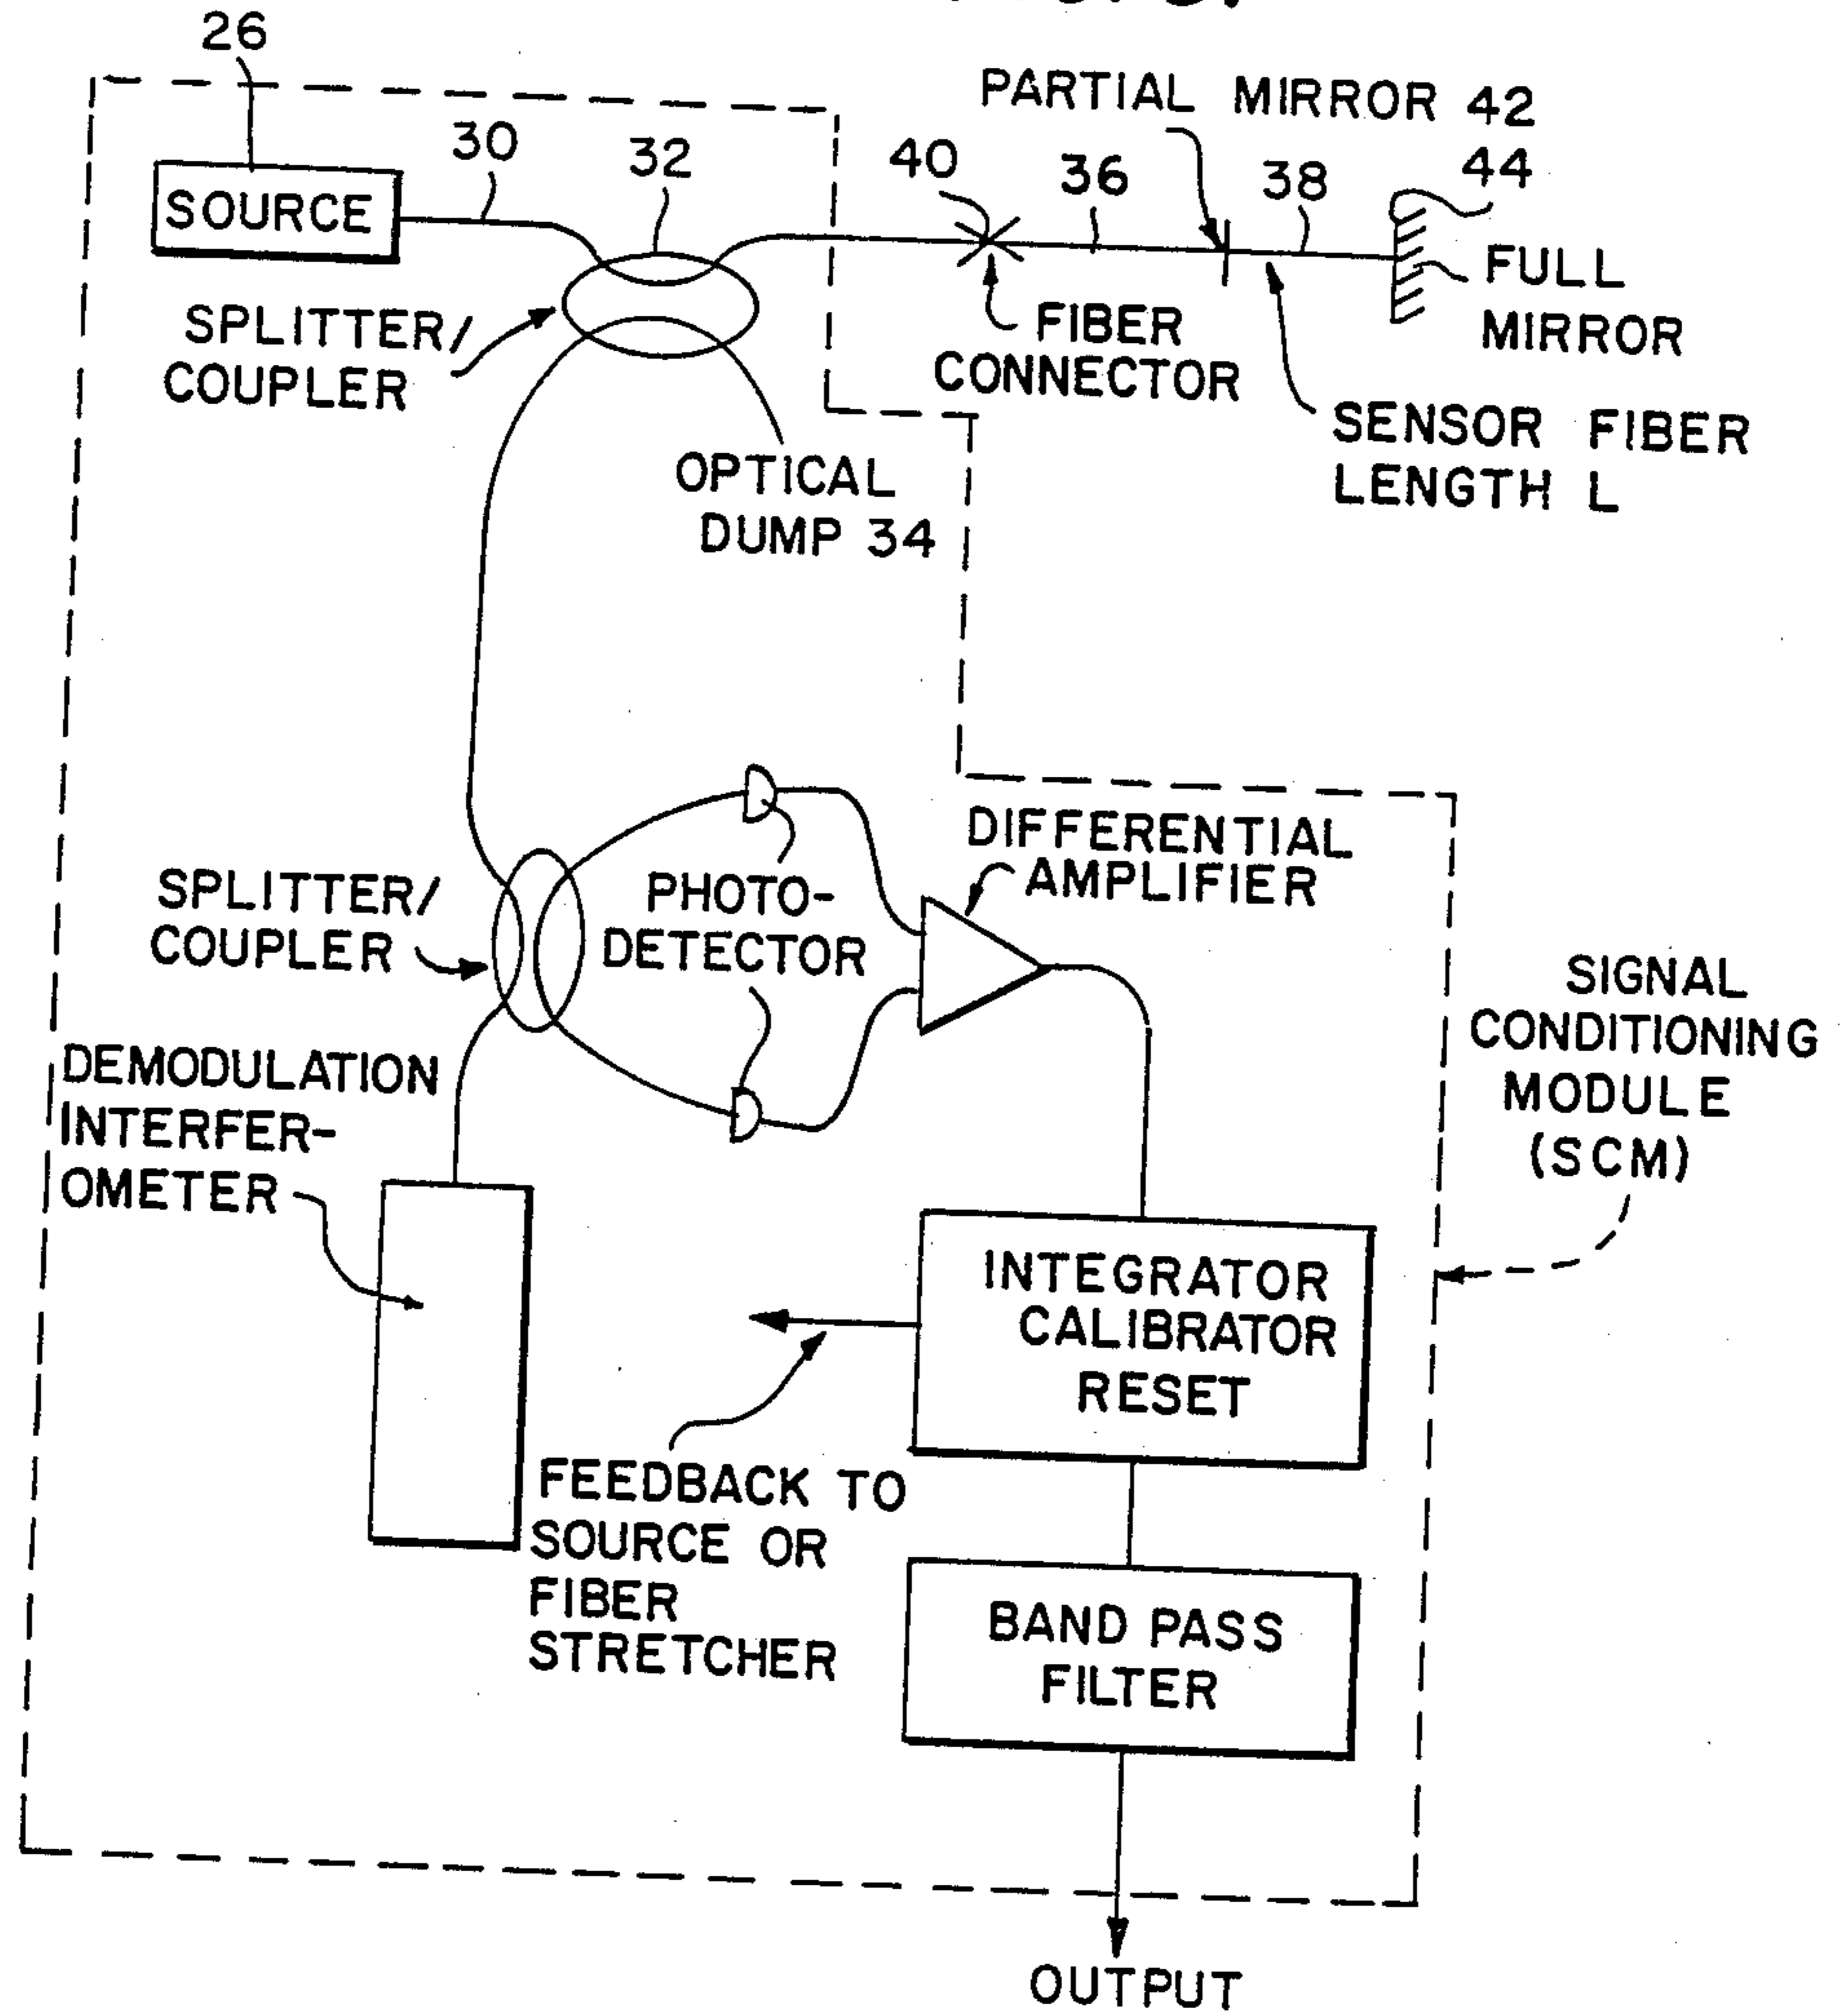 26
PARTIAL MIRROR 42
30
32
40
36
38
44
SOURCE
FULL
MIRROR
SPLITTER/
COUPLER
FIBER
CONNECTOR
SENSOR FIBER
LENGTH L
OPTICAL
DUMP 34
DIFFERENTIAL
AMPLIFIER
SPLITTER/
COUPLER
PHOTO-
DETECTOR
SIGNAL
CONDITIONING
MODULE
(SCM)
DEMODULATION
INTERFER-
OMETER
INTEGRATOR
CALIBRATOR
RESET
FEEDBACK TO
SOURCE OR
FIBER
STRETCHER
BAND PASS
FILTER
OUTPUT